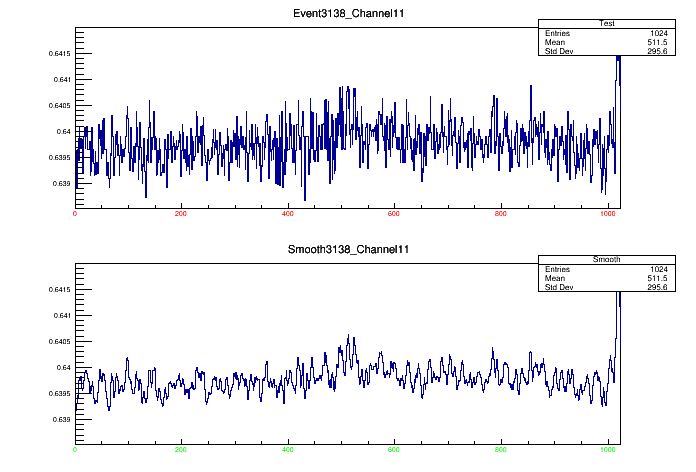 Event3138_Channel11
Test
Entries 1024
Mean 511.5
Std Dev 295.6
0.6415
0.641
0.6405
0.64
0.6395
0.639
0 200 400 600 800 1000
Smooth3138_Channel11
Smooth
Entries 1024
Mean 511.5
Std Dev 295.6
0.6415
0.641
0.6405
0.64
0.6395
0.639
0 200 400 600 800 1000